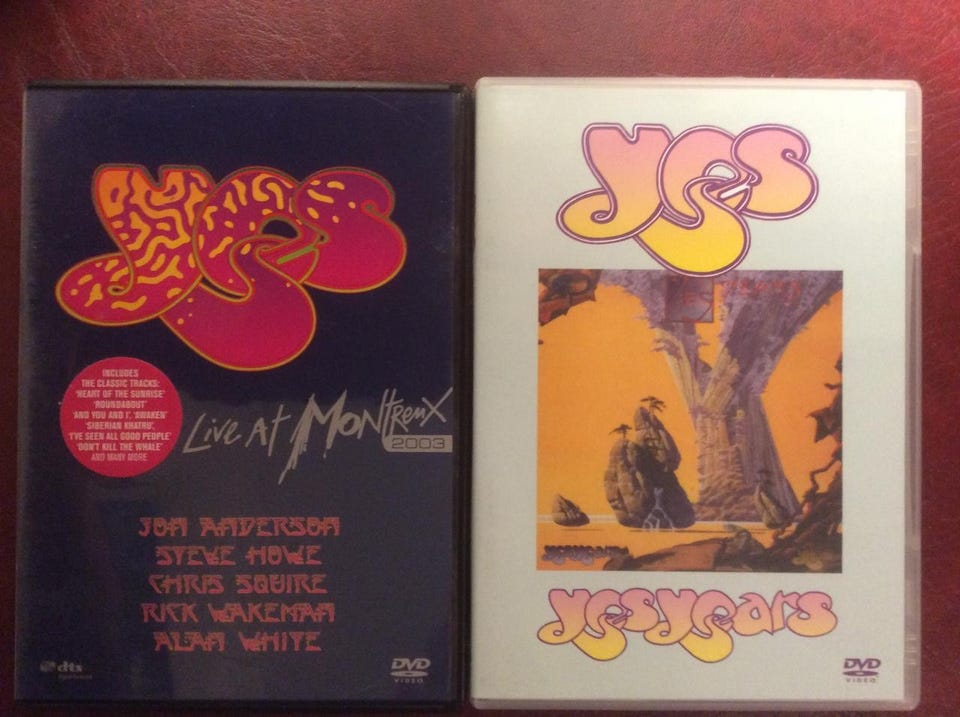 yes
INCLUDES
THE CLASSIC TRACKS:
'HEART OF THE SUNRISE'
'ROUNDABOUT'
'AND YOU AND I', 'AWAKEN'
'SIBERIAN KHATRU',
'I'VE SEEN ALL GOOD PEOPLE'
'DON'T KILL THE WHALE'
AND MANY MORE
Live At Montreux
2003
JON ANDERSON
STEVE HOWE
CHRIS SQUIRE
RICK WAKEMAN
ALAN WHITE
dts
DVD
VIDEO
yes
yesyears
DVD
VIDEO